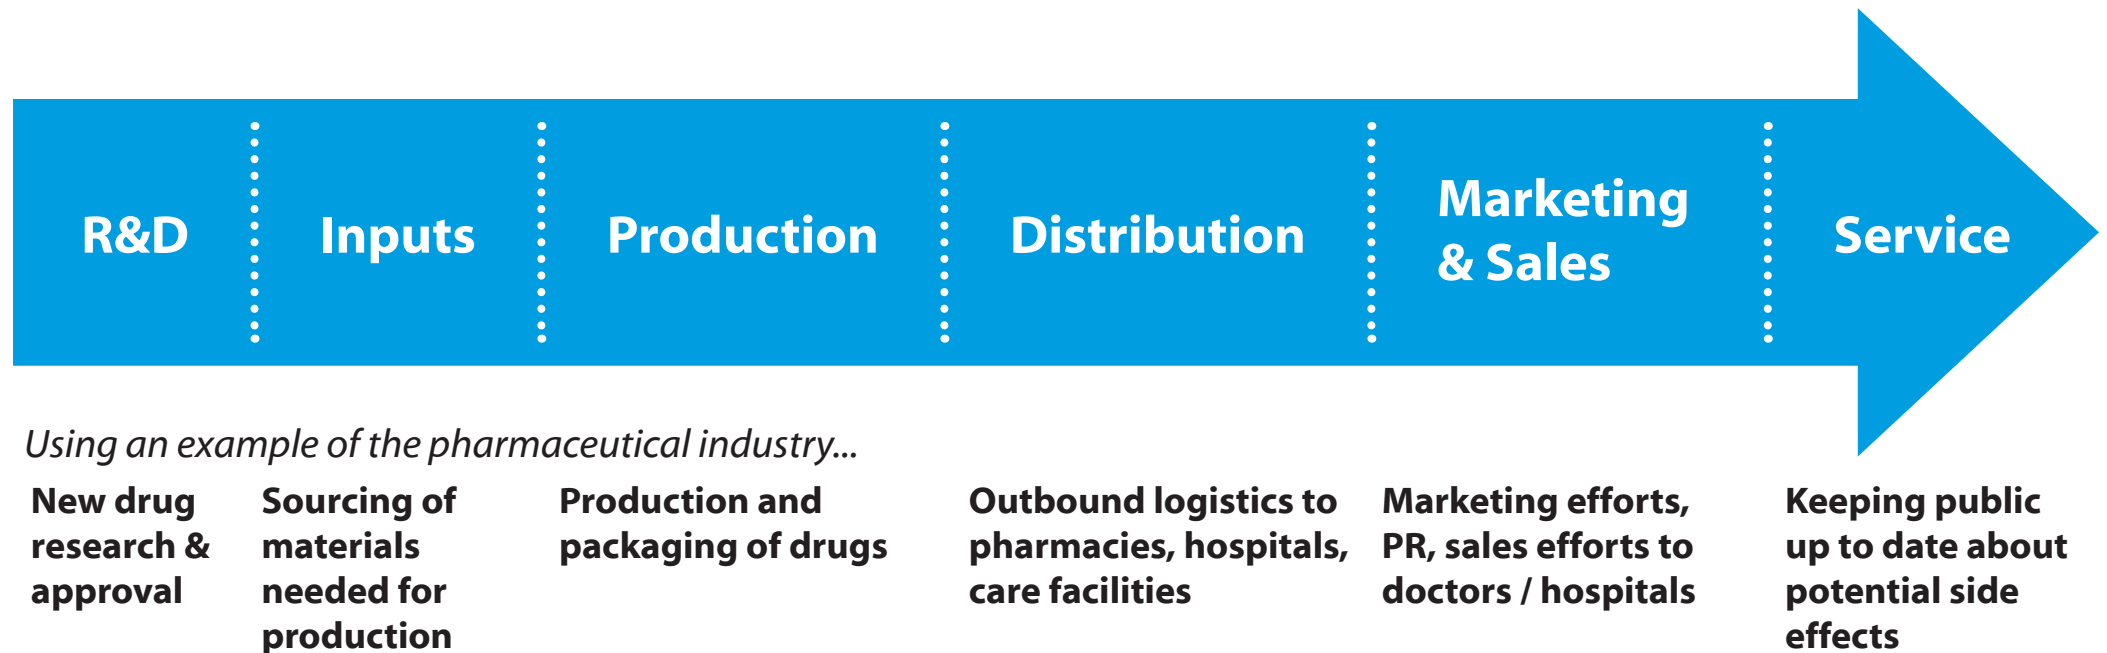 R&D
Inputs
Production
Distribution
Marketing
& Sales
Service
Using an example of the pharmaceutical industry...
New drug
research &
approval
Sourcing of
materials
needed for
production
Production and
packaging of drugs
Outbound logistics to
pharmacies, hospitals,
care facilities
Marketing efforts,
PR, sales efforts to
doctors / hospitals
Keeping public
up to date about
potential side
effects